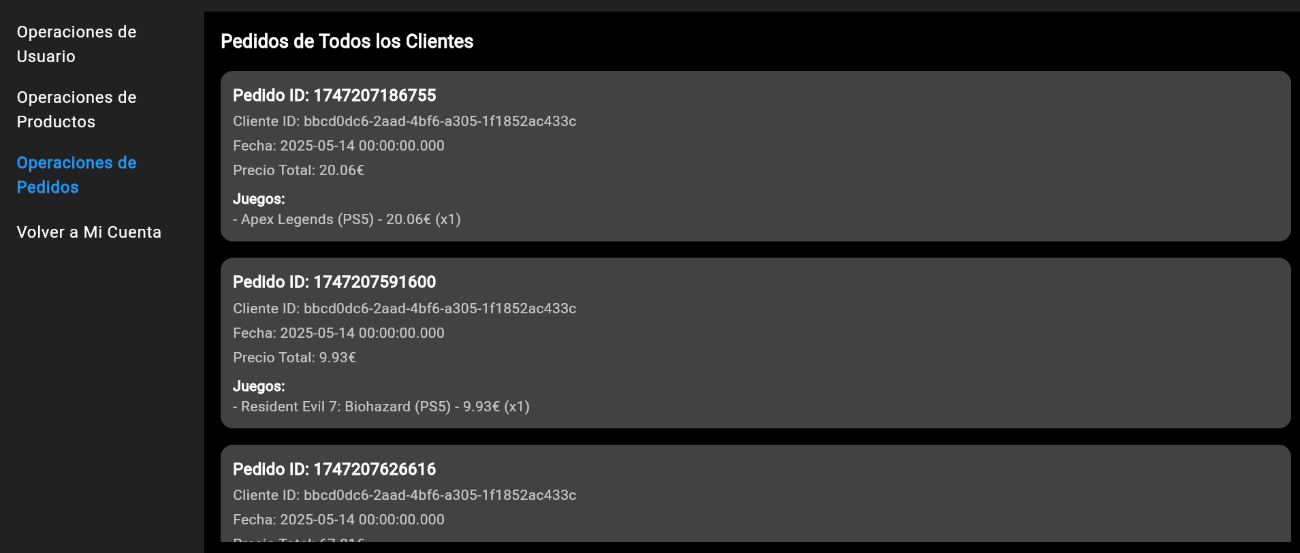 Operaciones de
Usuario
Operaciones de
Productos
Operaciones de
Pedidos
Volver a Mi Cuenta
Pedidos de Todos los Clientes
Pedido ID: 1747207186755
Cliente ID: bbcd0dc6-2aad-4bf6-a305-1f1852ac433c
Fecha: 2025-05-14 00:00:00.000
Precio Total: 20.06€
Juegos:
- Apex Legends (PS5) - 20.06€ (x1)
Pedido ID: 1747207591600
Cliente ID: bbcd0dc6-2aad-4bf6-a305-1f1852ac433c
Fecha: 2025-05-14 00:00:00.000
Precio Total: 9.93€
Juegos:
- Resident Evil 7: Biohazard (PS5) - 9.93€ (x1)
Pedido ID: 1747207626616
Cliente ID: bbcd0dc6-2aad-4bf6-a305-1f1852ac433c
Fecha: 2025-05-14 00:00:00.000
Precio Total: